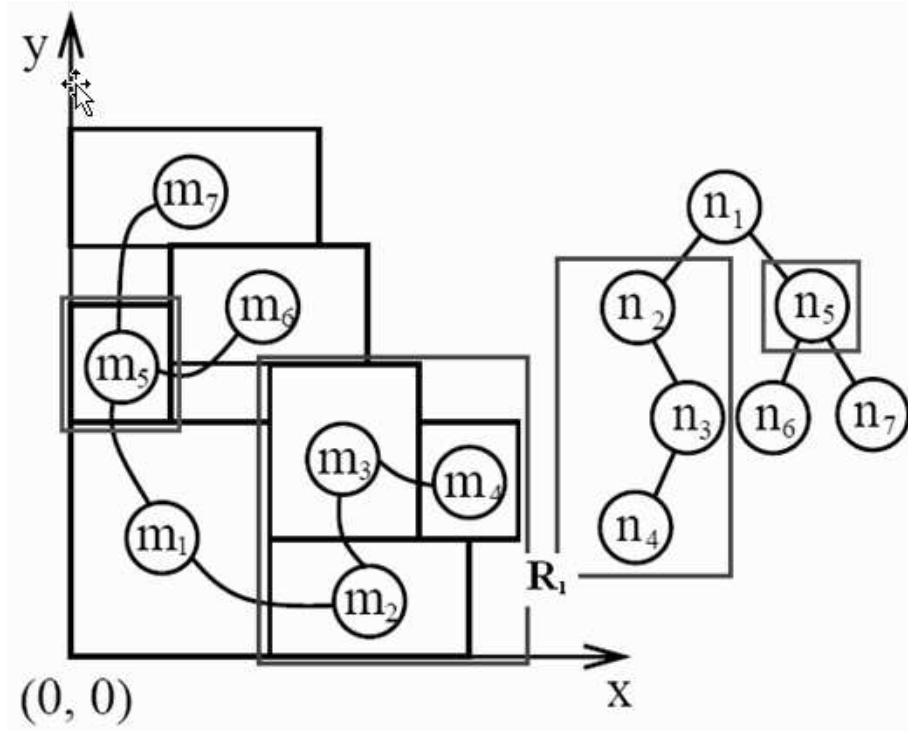 y
m₇
n₁
m₆
n₂
n₅
m₅
m₃
m₄
n₃
n₆
n₇
m₁
n₄
R₁
m₂
(0, 0)
x